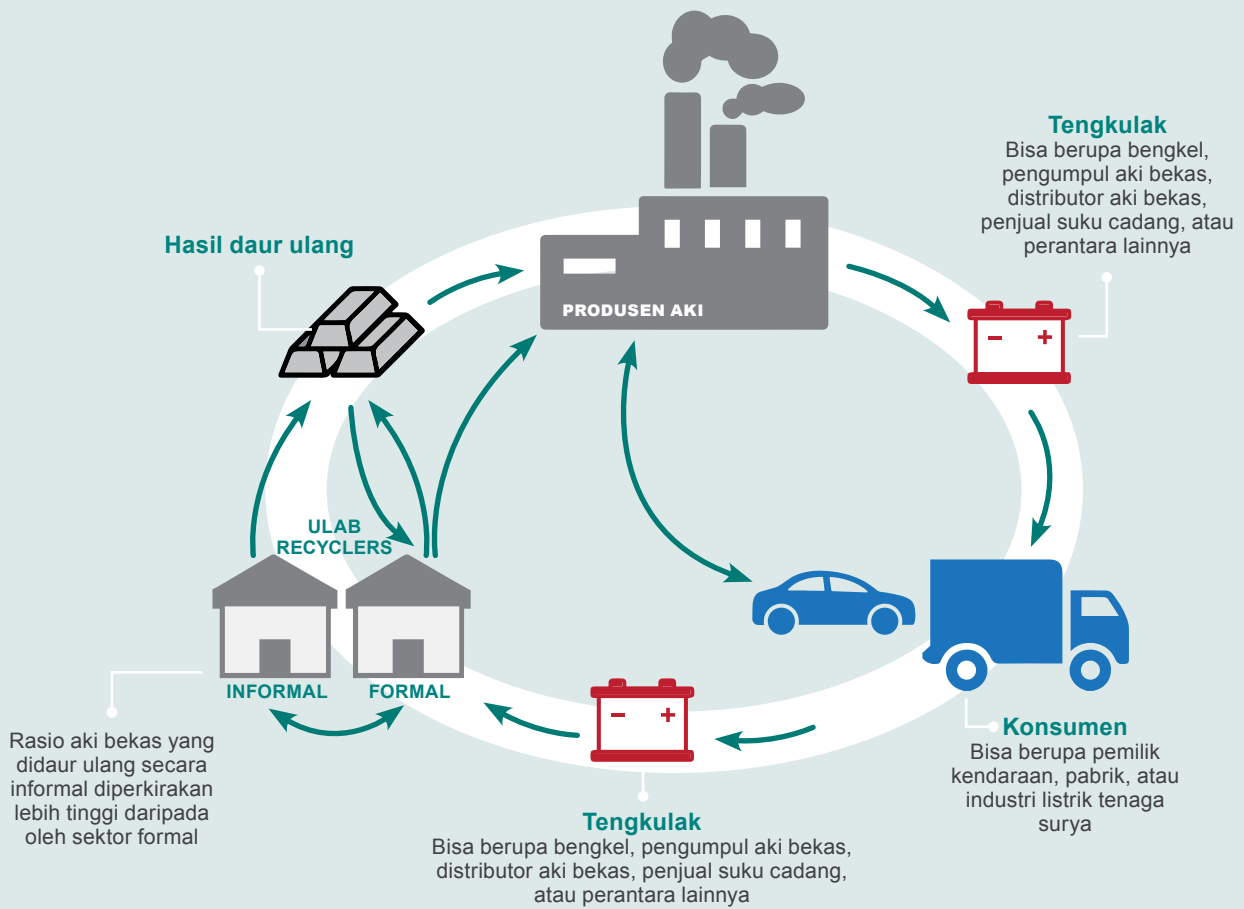 Tengkulak
Bisa berupa bengkel,
pengumpul aki bekas,
distributor aki bekas,
penjual suku cadang, atau
perantara lainnya
Hasil daur ulang
PRODUSEN AKI
ULAB
RECYCLERS
INFORMAL
FORMAL
Rasio aki bekas yang
didaur ulang secara
informal diperkirakan
lebih tinggi daripada
oleh sektor formal
Konsumen
Bisa berupa pemilik
kendaraan, pabrik, atau
industri listrik tenaga
surya
Tengkulak
Bisa berupa bengkel, pengumpul aki bekas,
distributor aki bekas, penjual suku cadang,
atau perantara lainnya